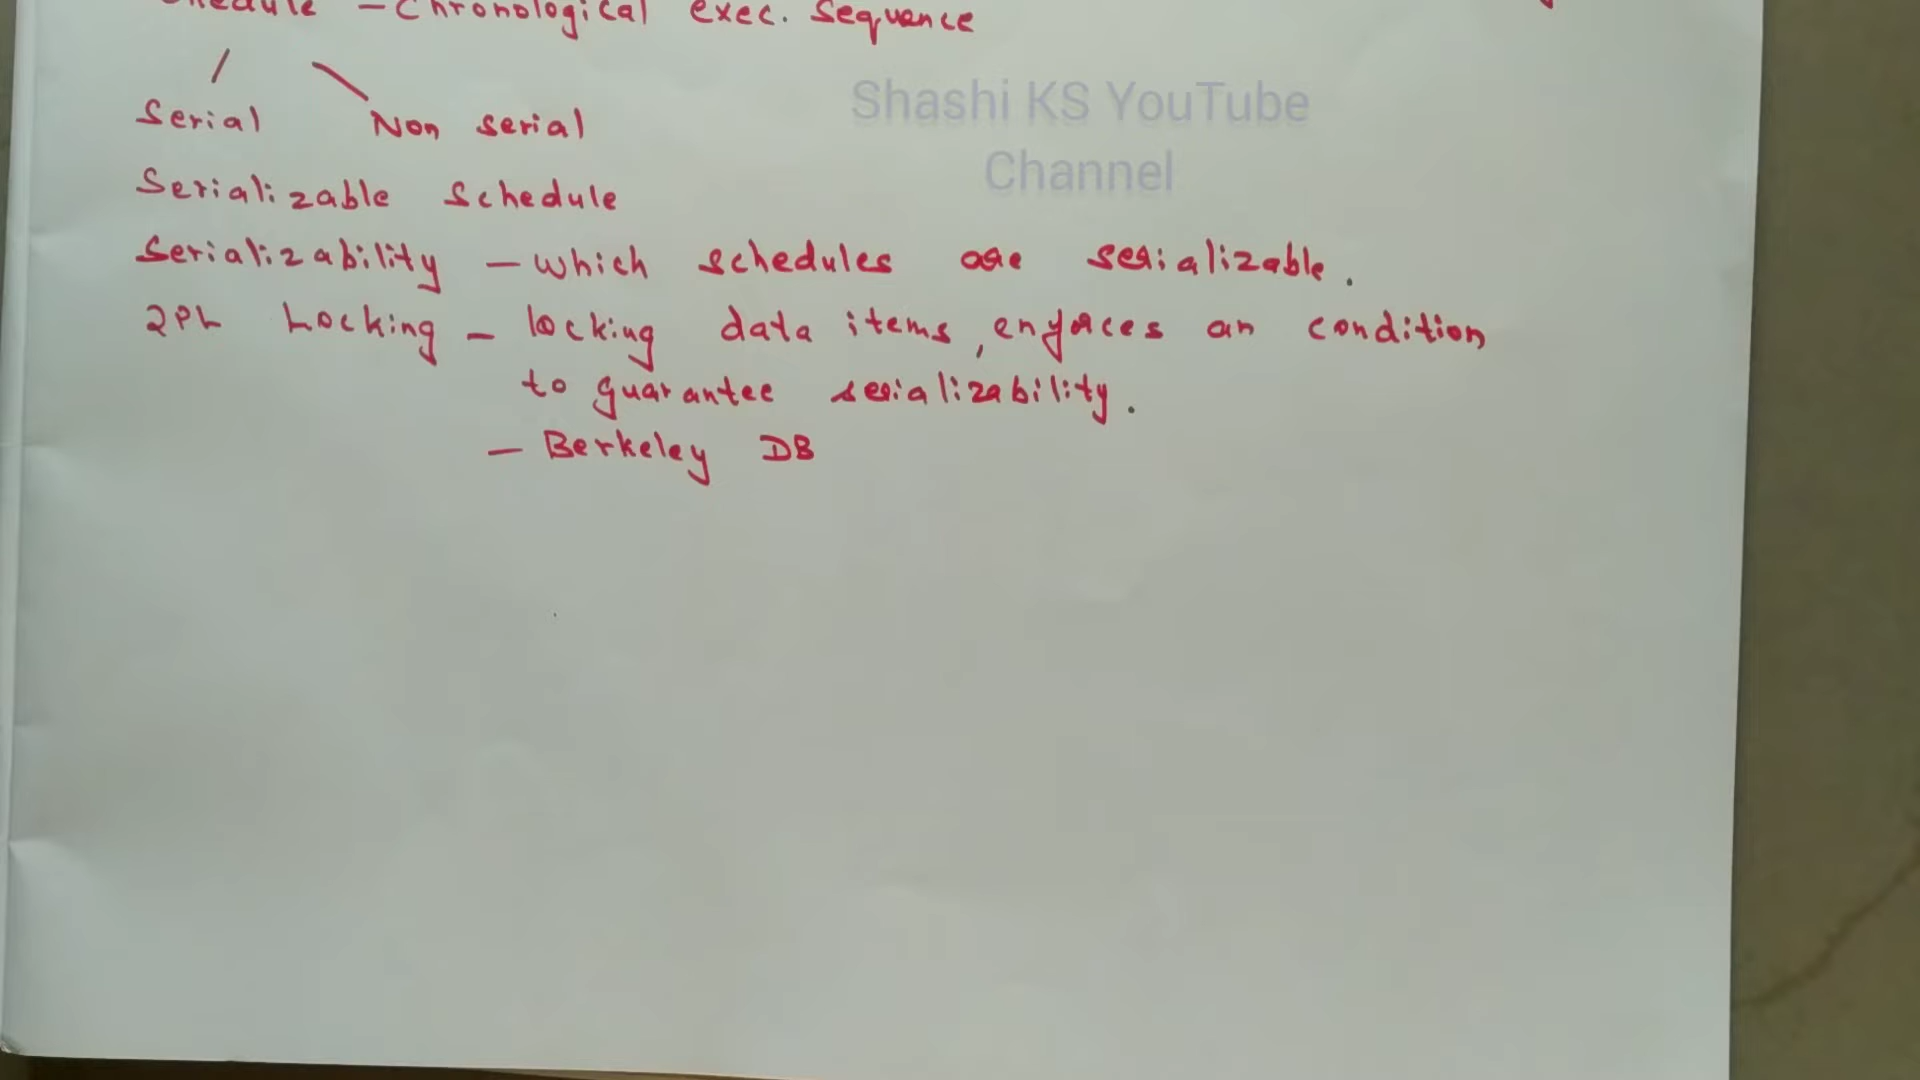 Schedule - Chronological exec. Sequence
Serial Non serial
Serializable Schedule
Serializability - which schedules are serializable.
2PL Locking - locking data items, enforces an condition
to guarantee serializability.
- Berkeley DB
Shashi KS YouTube
Channel